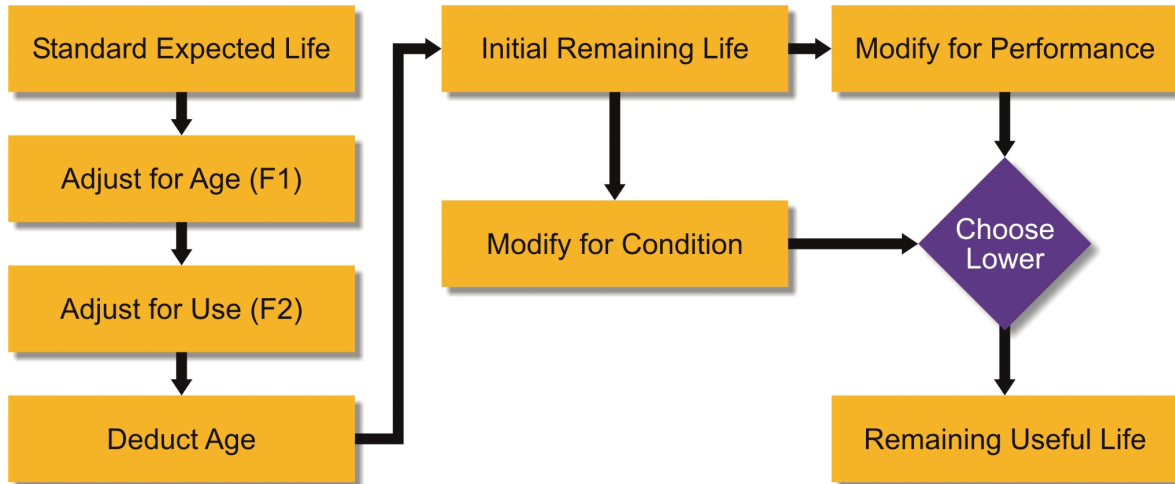 Standard Expected Life
Adjust for Age (F1)
Adjust for Use (F2)
Deduct Age
Initial Remaining Life
Modify for Condition
Modify for Performance
Choose
Lower
Remaining Useful Life